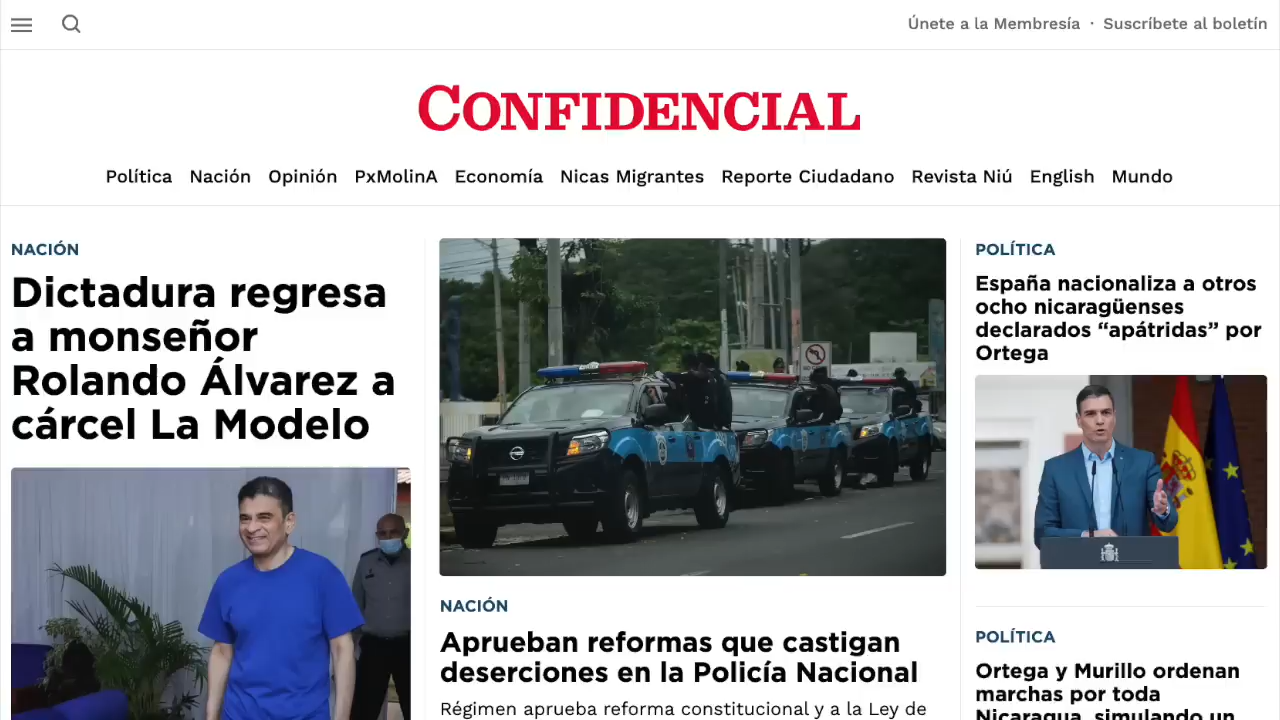 Únete a la Membresía · Suscríbete al boletín
CONFIDENCIAL
Política Nación Opinión PxMolinA Economía Nicas Migrantes Reporte Ciudadano Revista Niú English Mundo
NACIÓN
Dictadura regresa
a monseñor
Rolando Álvarez a
cárcel La Modelo
NACIÓN
Aprueban reformas que castigan
deserciones en la Policía Nacional
Régimen aprueba reforma constitucional y a la Ley de
POLÍTICA
España nacionaliza a otros
ocho nicaragüenses
declarados “apátridas” por
Ortega
POLÍTICA
Ortega y Murillo ordenan
marchas por toda
Nicaragua, simulando un